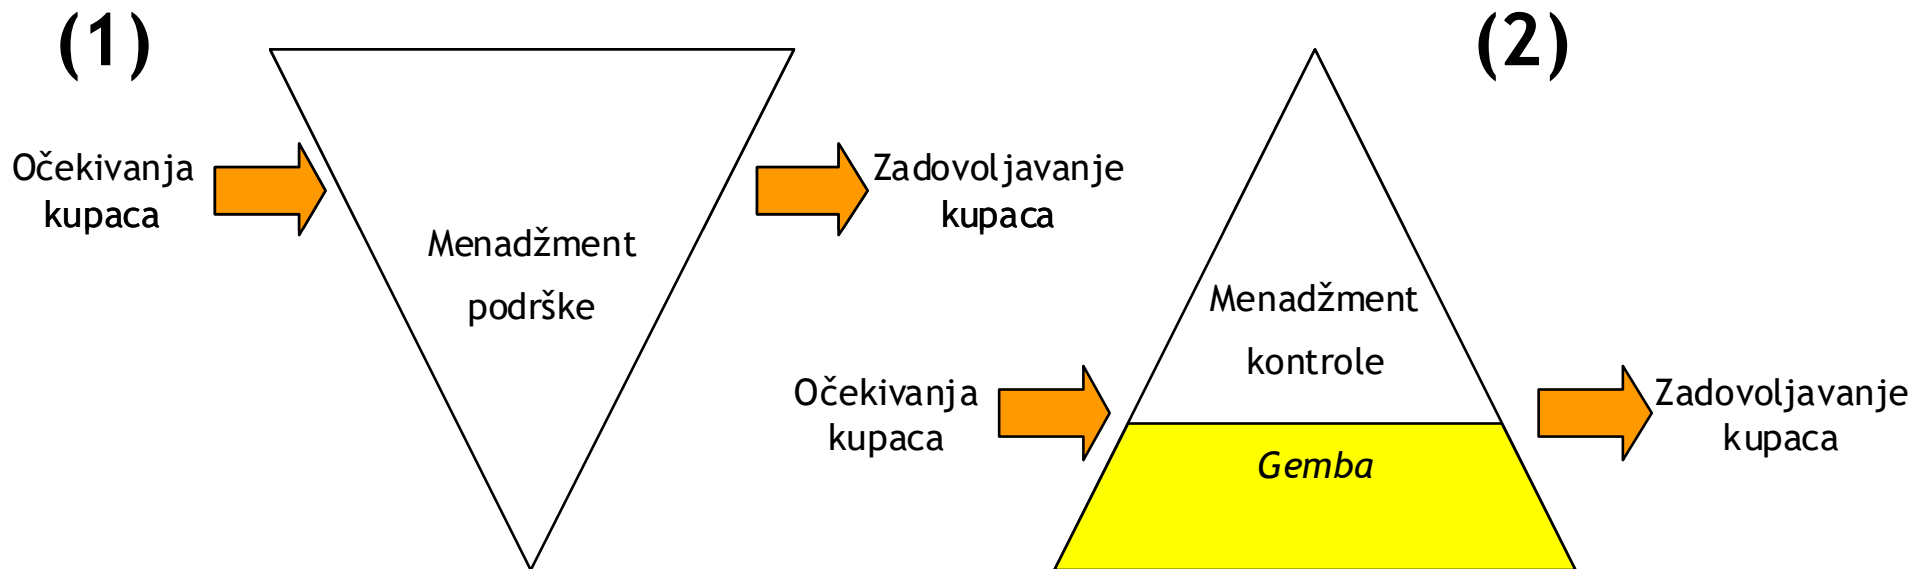 (1)
Očekivanja
kupaca
Menadžment
podrške
Zadovoljavanje
kupaca
(2)
Očekivanja
kupaca
Menadžment
kontrole
Gemba
Zadovoljavanje
kupaca